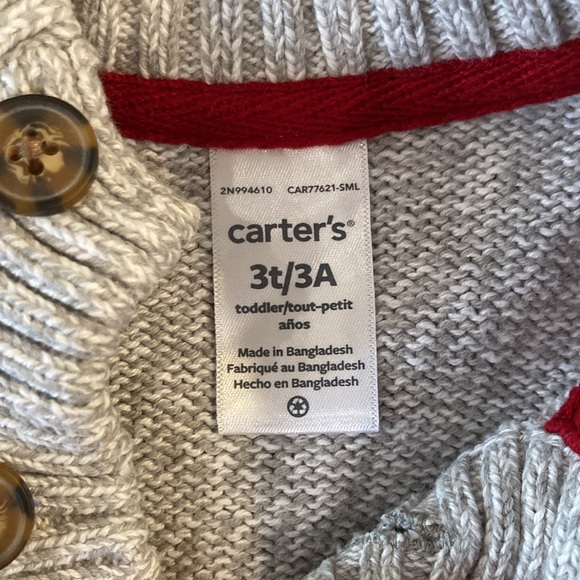 2N994610 CAR77621-SML
carter's®
3t/3A
toddler/tout-petit
años
Made in Bangladesh
Fabriqué au Bangladesh
Hecho en Bangladesh